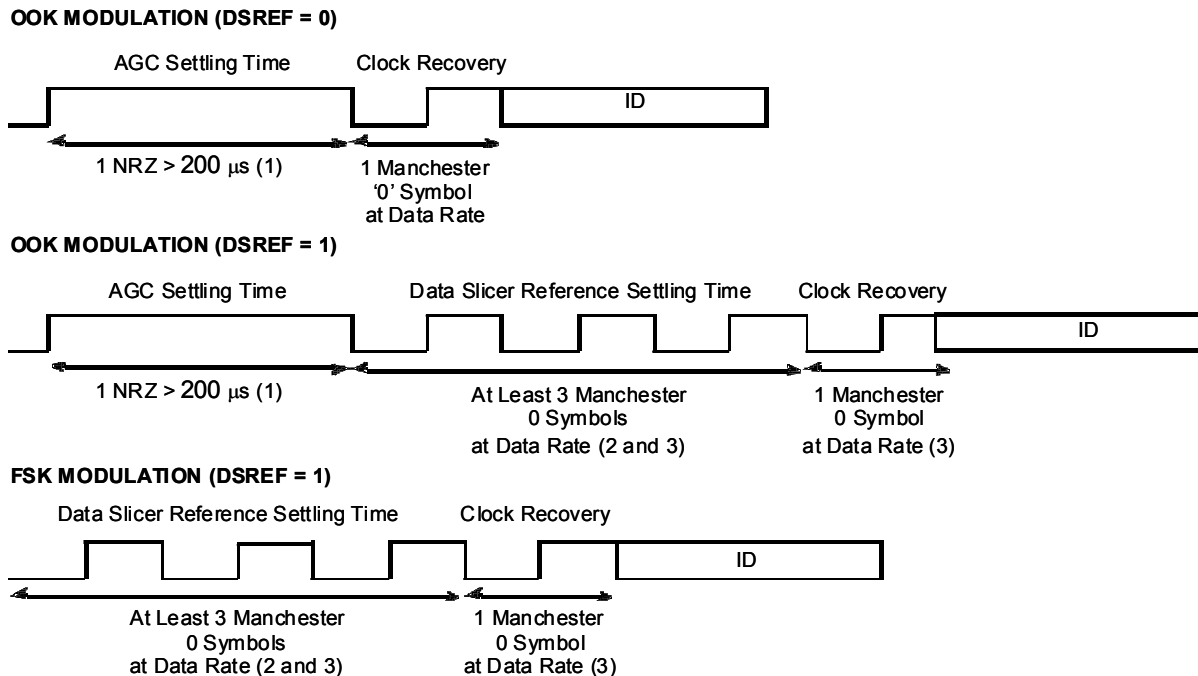 OOK MODULATION (DSREF = 0)
AGC Settling Time
Clock Recovery
ID
1 NRZ > 200 μs (1)
1 Manchester
‘0’ Symbol
at Data Rate
OOK MODULATION (DSREF = 1)
AGC Settling Time
Data Slicer Reference Settling Time
Clock Recovery
ID
1 NRZ > 200 μs (1)
At Least 3 Manchester
0 Symbols
at Data Rate (2 and 3)
1 Manchester
0 Symbol
at Data Rate (3)
FSK MODULATION (DSREF = 1)
Data Slicer Reference Settling Time
Clock Recovery
ID
At Least 3 Manchester
0 Symbols
at Data Rate (2 and 3)
1 Manchester
0 Symbol
at Data Rate (3)